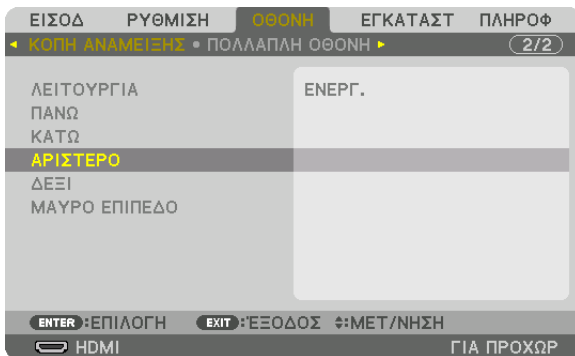 ΕΙΣΟΔ ΡΥΘΜΙΣΗ ΟΘΟΝΗ ΕΓΚΑΤΑΣΤ ΠΛΗΡΟΦ
ΚΟΠΗ ΑΝΑΜΕΙΞΗΣ • ΠΟΛΛΑΠΛΗ ΟΘΟΝΗ 2/2
ΛΕΙΤΟΥΡΓΙΑ ΕΝΕΡΓ.
ΠΑΝΩ
ΚΑΤΩ
ΑΡΙΣΤΕΡΟ
ΔΕΞΙ
ΜΑΥΡΟ ΕΠΙΠΕΔΟ
ENTER :ΕΠΙΛΟΓΗ EXIT :ΈΞΟΔΟΣ :ΜΕΤ/ΝΗΣΗ
HDMI ΓΙΑ ΠΡΟΧΩΡ